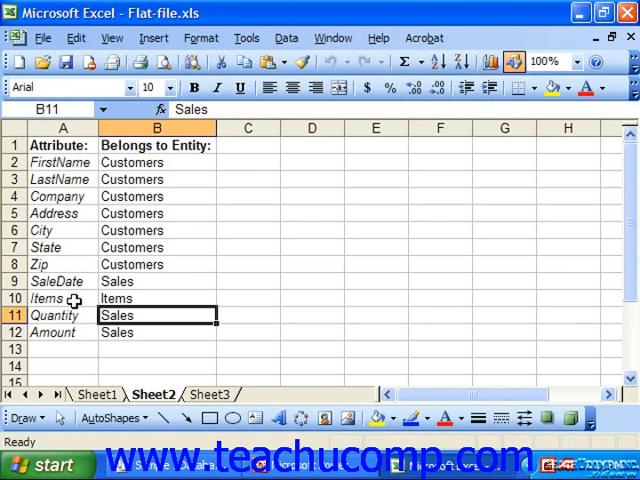 Microsoft Excel - Flat-file.xls
File Edit View Insert Format Tools Data Window Help Acrobat
100%
Arial 10 B I U $ %
B11 fx Sales
A B C D E F G H
1 Attribute: Belongs to Entity:
2 FirstName Customers
3 LastName Customers
4 Company Customers
5 Address Customers
6 City Customers
7 State Customers
8 Zip Customers
9 SaleDate Sales
10 Items Items
11 Quantity Sales
12 Amount Sales
13
14
15
Sheet1 Sheet2 Sheet3
Draw AutoShapes
Ready
www.teachucomp.com
start